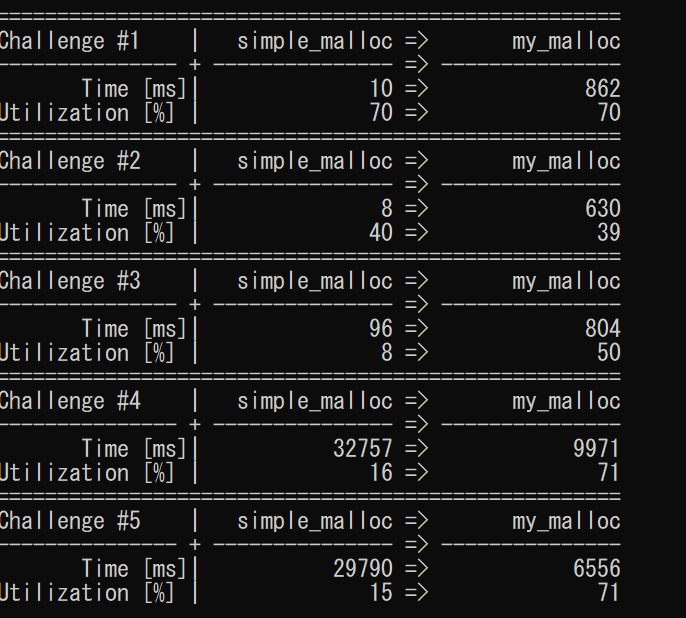 ====================================================
Challenge #1    |   simple_malloc =>       my_malloc
--------------- + --------------- => ---------------
       Time [ms]|              10 =>             862
Utilization [%] |              70 =>              70
====================================================
Challenge #2    |   simple_malloc =>       my_malloc
--------------- + --------------- => ---------------
       Time [ms]|               8 =>             630
Utilization [%] |              40 =>              39
====================================================
Challenge #3    |   simple_malloc =>       my_malloc
--------------- + --------------- => ---------------
       Time [ms]|              96 =>             804
Utilization [%] |               8 =>              50
====================================================
Challenge #4    |   simple_malloc =>       my_malloc
--------------- + --------------- => ---------------
       Time [ms]|           32757 =>            9971
Utilization [%] |              16 =>              71
====================================================
Challenge #5    |   simple_malloc =>       my_malloc
--------------- + --------------- => ---------------
       Time [ms]|           29790 =>            6556
Utilization [%] |              15 =>              71